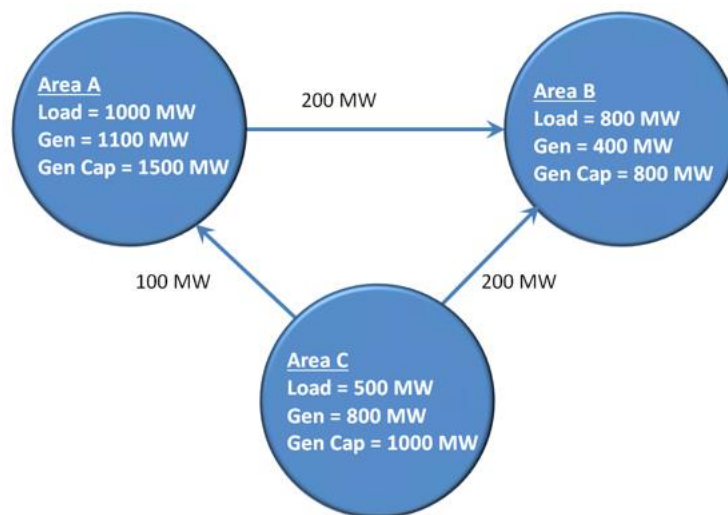 Area A
Load = 1000 MW
Gen = 1100 MW
Gen Cap = 1500 MW
200 MW
Area B
Load = 800 MW
Gen = 400 MW
Gen Cap = 800 MW
100 MW
200 MW
Area C
Load = 500 MW
Gen = 800 MW
Gen Cap = 1000 MW